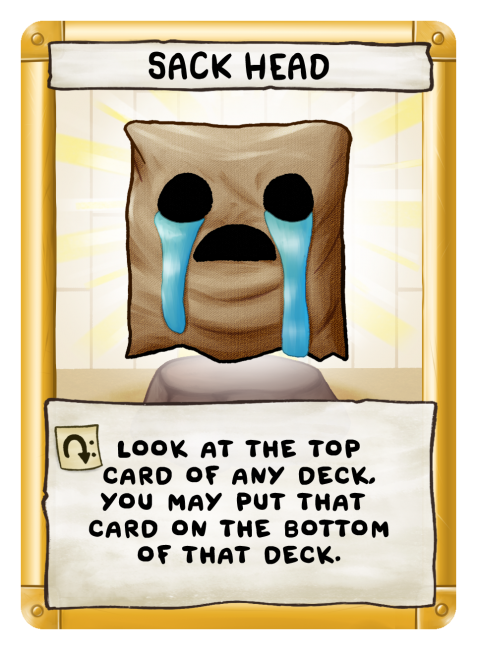 SACK HEAD
: LOOK AT THE TOP
CARD OF ANY DECK.
YOU MAY PUT THAT
CARD ON THE BOTTOM
OF THAT DECK.